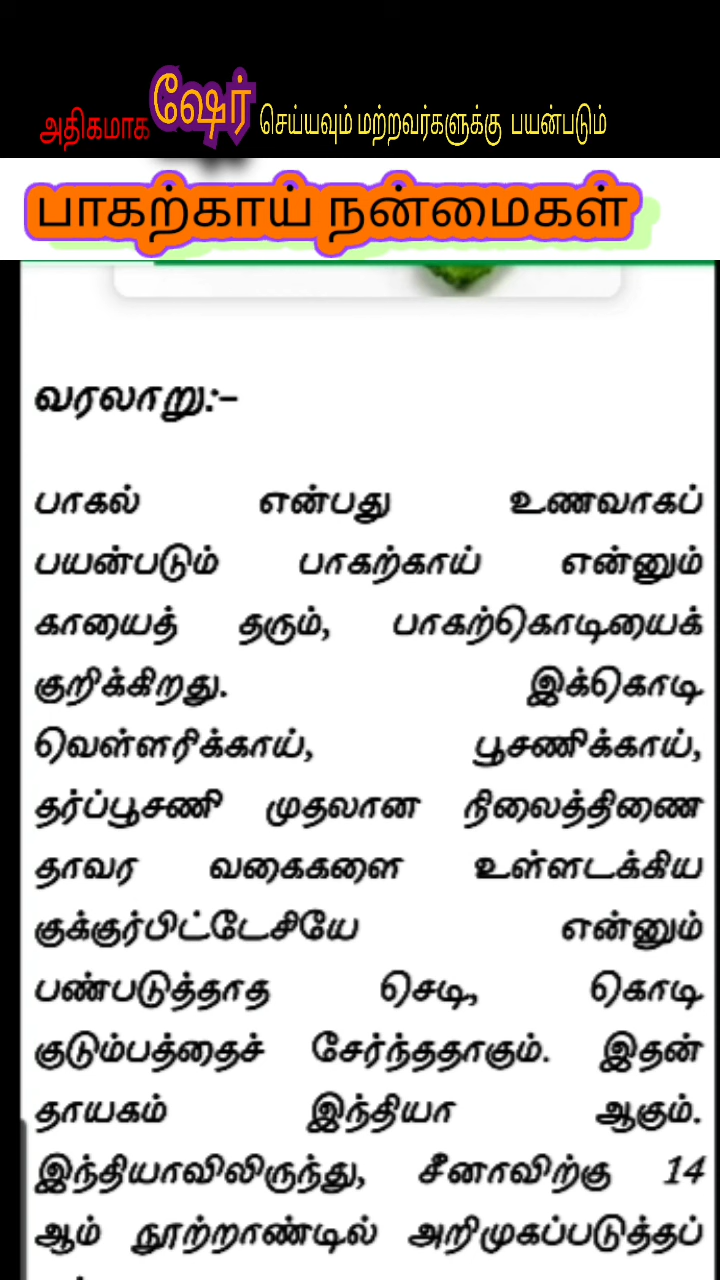 அதிகமாக ஷேர் செய்யவும் மற்றவர்களுக்கு பயன்படும்
பாகற்காய் நன்மைகள்
வரலாறு:-
பாகல் என்பது உணவாகப்
பயன்படும் பாகற்காய் என்னும்
காயைத் தரும், பாகற்கொடியைக்
குறிக்கிறது. இக்கொடி
வெள்ளரிக்காய், பூசணிக்காய்,
தர்ப்பூசணி முதலான நிலைத்திணை
தாவர வகைகளை உள்ளடக்கிய
குக்குர்பிட்டேசியே என்னும்
பண்படுத்தாத செடி, கொடி
குடும்பத்தைச் சேர்ந்ததாகும். இதன்
தாயகம் இந்தியா ஆகும்.
இந்தியாவிலிருந்து, சீனாவிற்கு 14
ஆம் நூற்றாண்டில் அறிமுகப்படுத்தப்